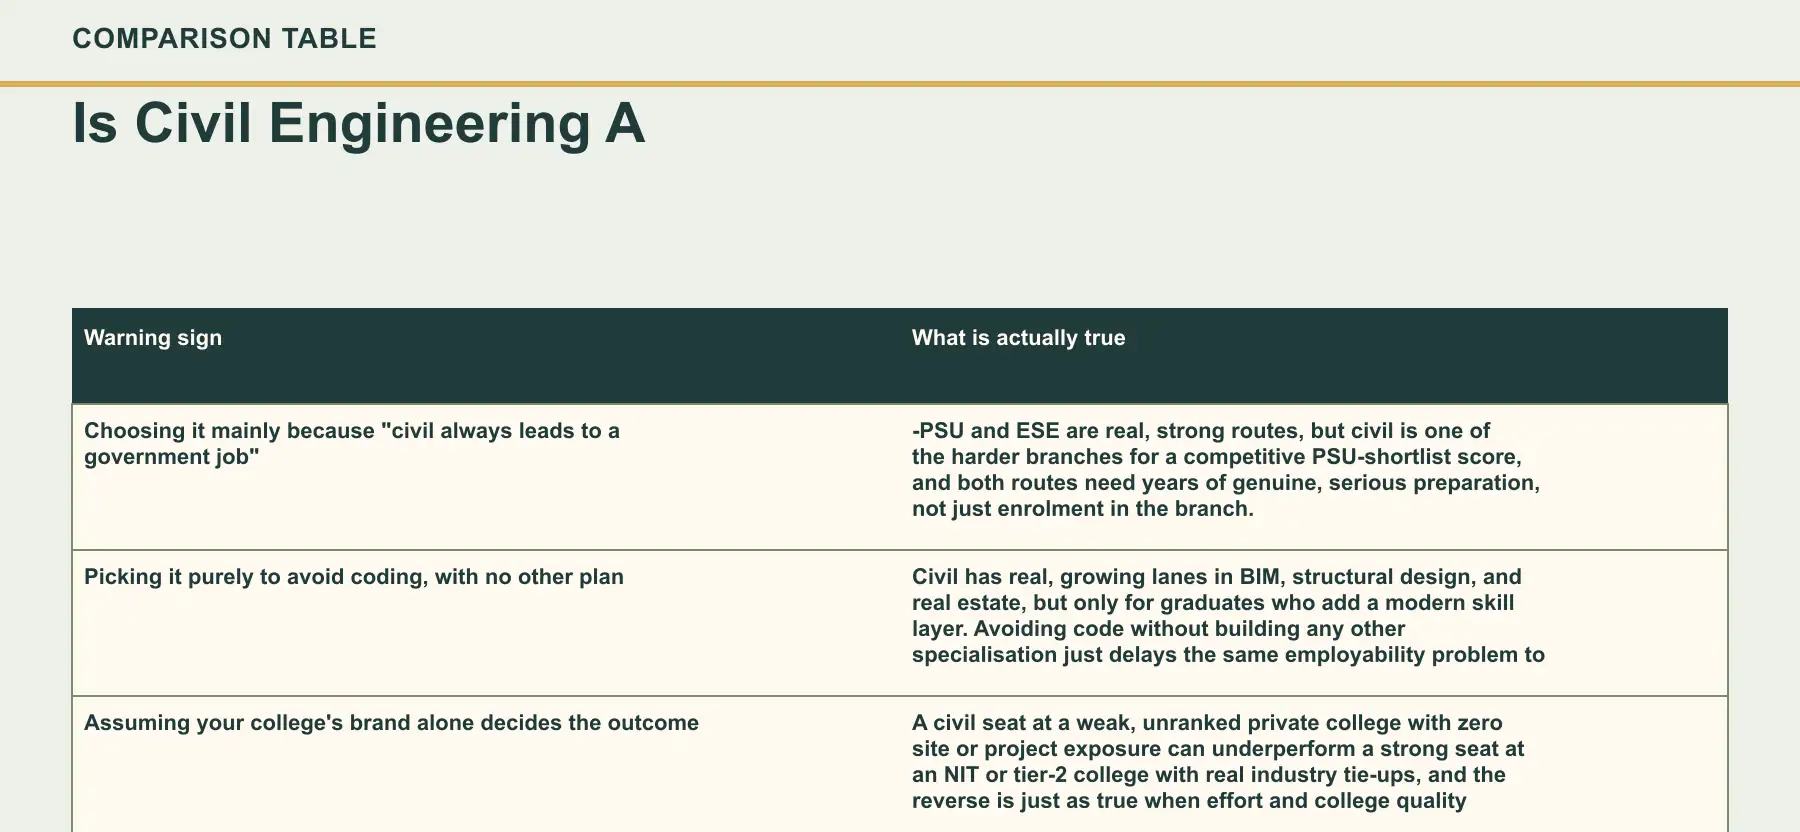 COMPARISON TABLE
Is Civil Engineering A
Warning sign
What is actually true
Choosing it mainly because "civil always leads to a
government job"
-PSU and ESE are real, strong routes, but civil is one of
the harder branches for a competitive PSU-shortlist score,
and both routes need years of genuine, serious preparation,
not just enrolment in the branch.
Picking it purely to avoid coding, with no other plan
Civil has real, growing lanes in BIM, structural design, and
real estate, but only for graduates who add a modern skill
layer. Avoiding code without building any other
specialisation just delays the same employability problem to
Assuming your college's brand alone decides the outcome
A civil seat at a weak, unranked private college with zero
site or project exposure can underperform a strong seat at
an NIT or tier-2 college with real industry tie-ups, and the
reverse is just as true when effort and college quality